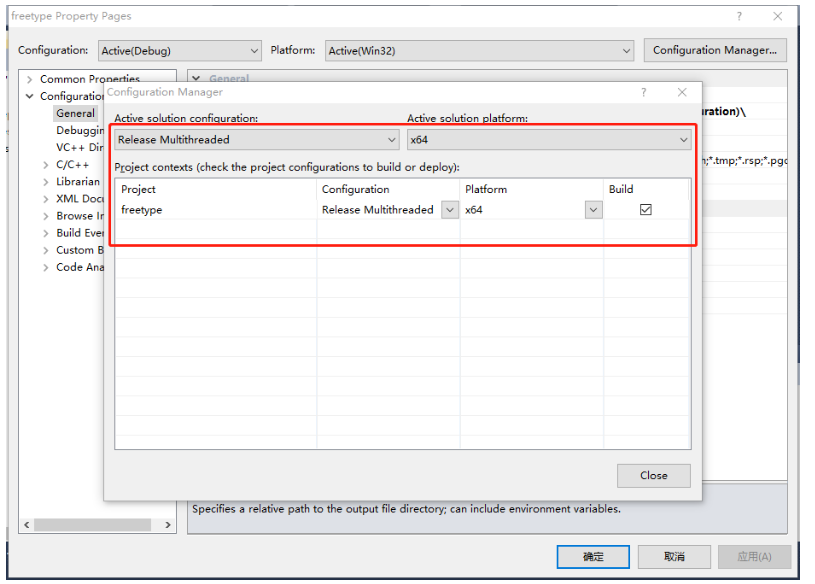 freetype Property Pages
Configuration: Active(Debug) Platform: Active(Win32) Configuration Manager...
Common Properties
General
Configuration Manager
Active solution configuration: Active solution platform:
Release Multithreaded x64
Project contexts (check the project configurations to build or deploy):
Project Configuration Platform Build
freetype Release Multithreaded x64
Close
General
Debuggin
VC++ Dir
C/C++
Librarian
XML Docu
Browse In
Build Eve
Custom B
Code Ana
ration)\
;*.tmp;*.rsp;*.pgc
Specifies a relative path to the output file directory; can include environment variables.
确定 取消 应用(A)